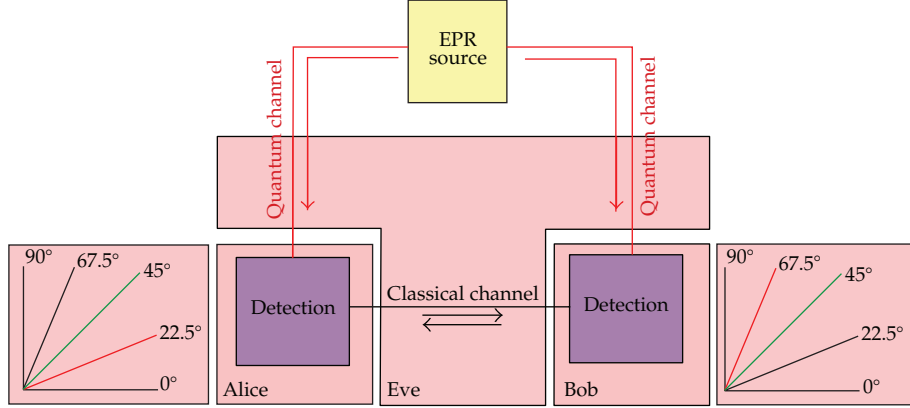 EPR
source
Quantum channel
Quantum channel
90°
67.5°
45°
22.5°
0°
Detection
Alice
Classical channel
Eve
Detection
Bob
90°
67.5°
45°
22.5°
0°